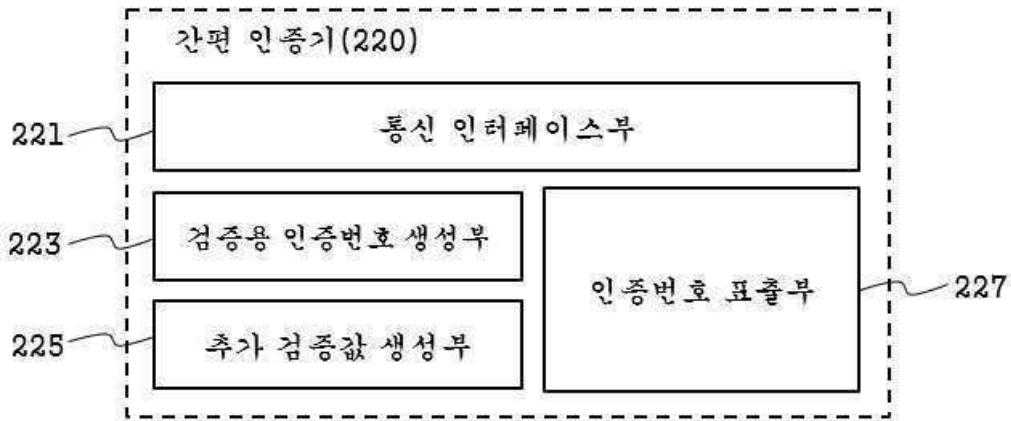 간편 인증기(220)
221
통신 인터페이스부
223
검증용 인증번호 생성부
인증번호 표출부
227
225
추가 검증값 생성부